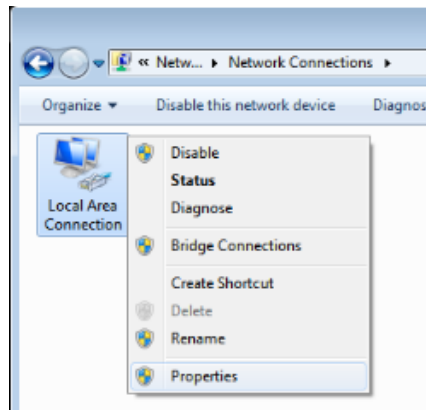 « Netw... ▸ Network Connections ▸
Organize ▾ Disable this network device Diagnos
Local Area
Connection
Disable
Status
Diagnose
Bridge Connections
Create Shortcut
Delete
Rename
Properties